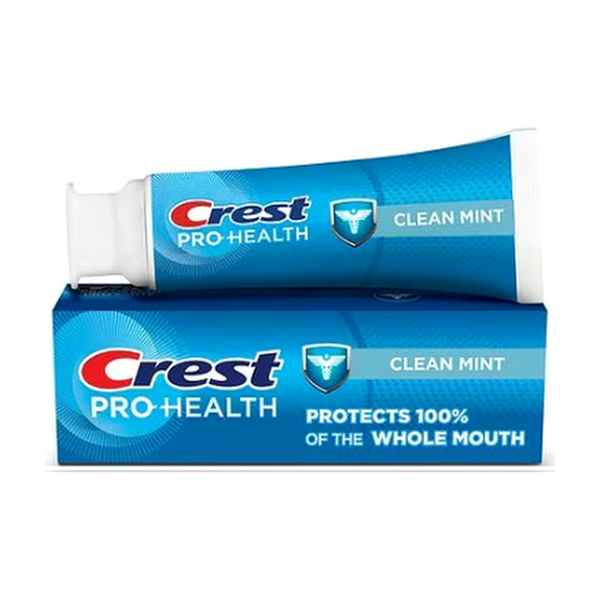 Crest
PRO-HEALTH
CLEAN MINT
Crest
PRO-HEALTH
CLEAN MINT
PROTECTS 100%
OF THE WHOLE MOUTH